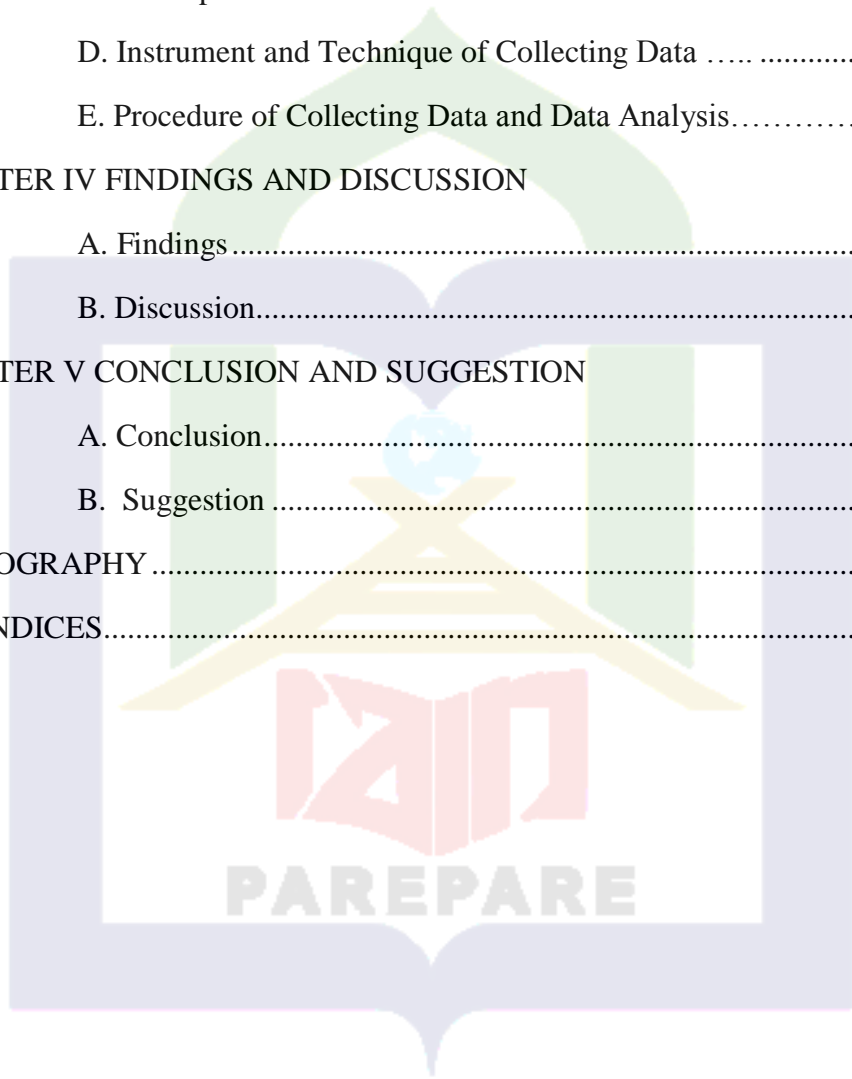 D. Instrument and Technique of Collecting Data ….. ............
E. Procedure of Collecting Data and Data Analysis…………
TER IV FINDINGS AND DISCUSSION
A. Findings..............................................................................
B. Discussion...........................................................................
TER V CONCLUSION AND SUGGESTION
A. Conclusion..........................................................................
B. Suggestion .........................................................................
OGRAPHY.......................................................................................
NDICES.............................................................................................
IAIN
PAREPARE